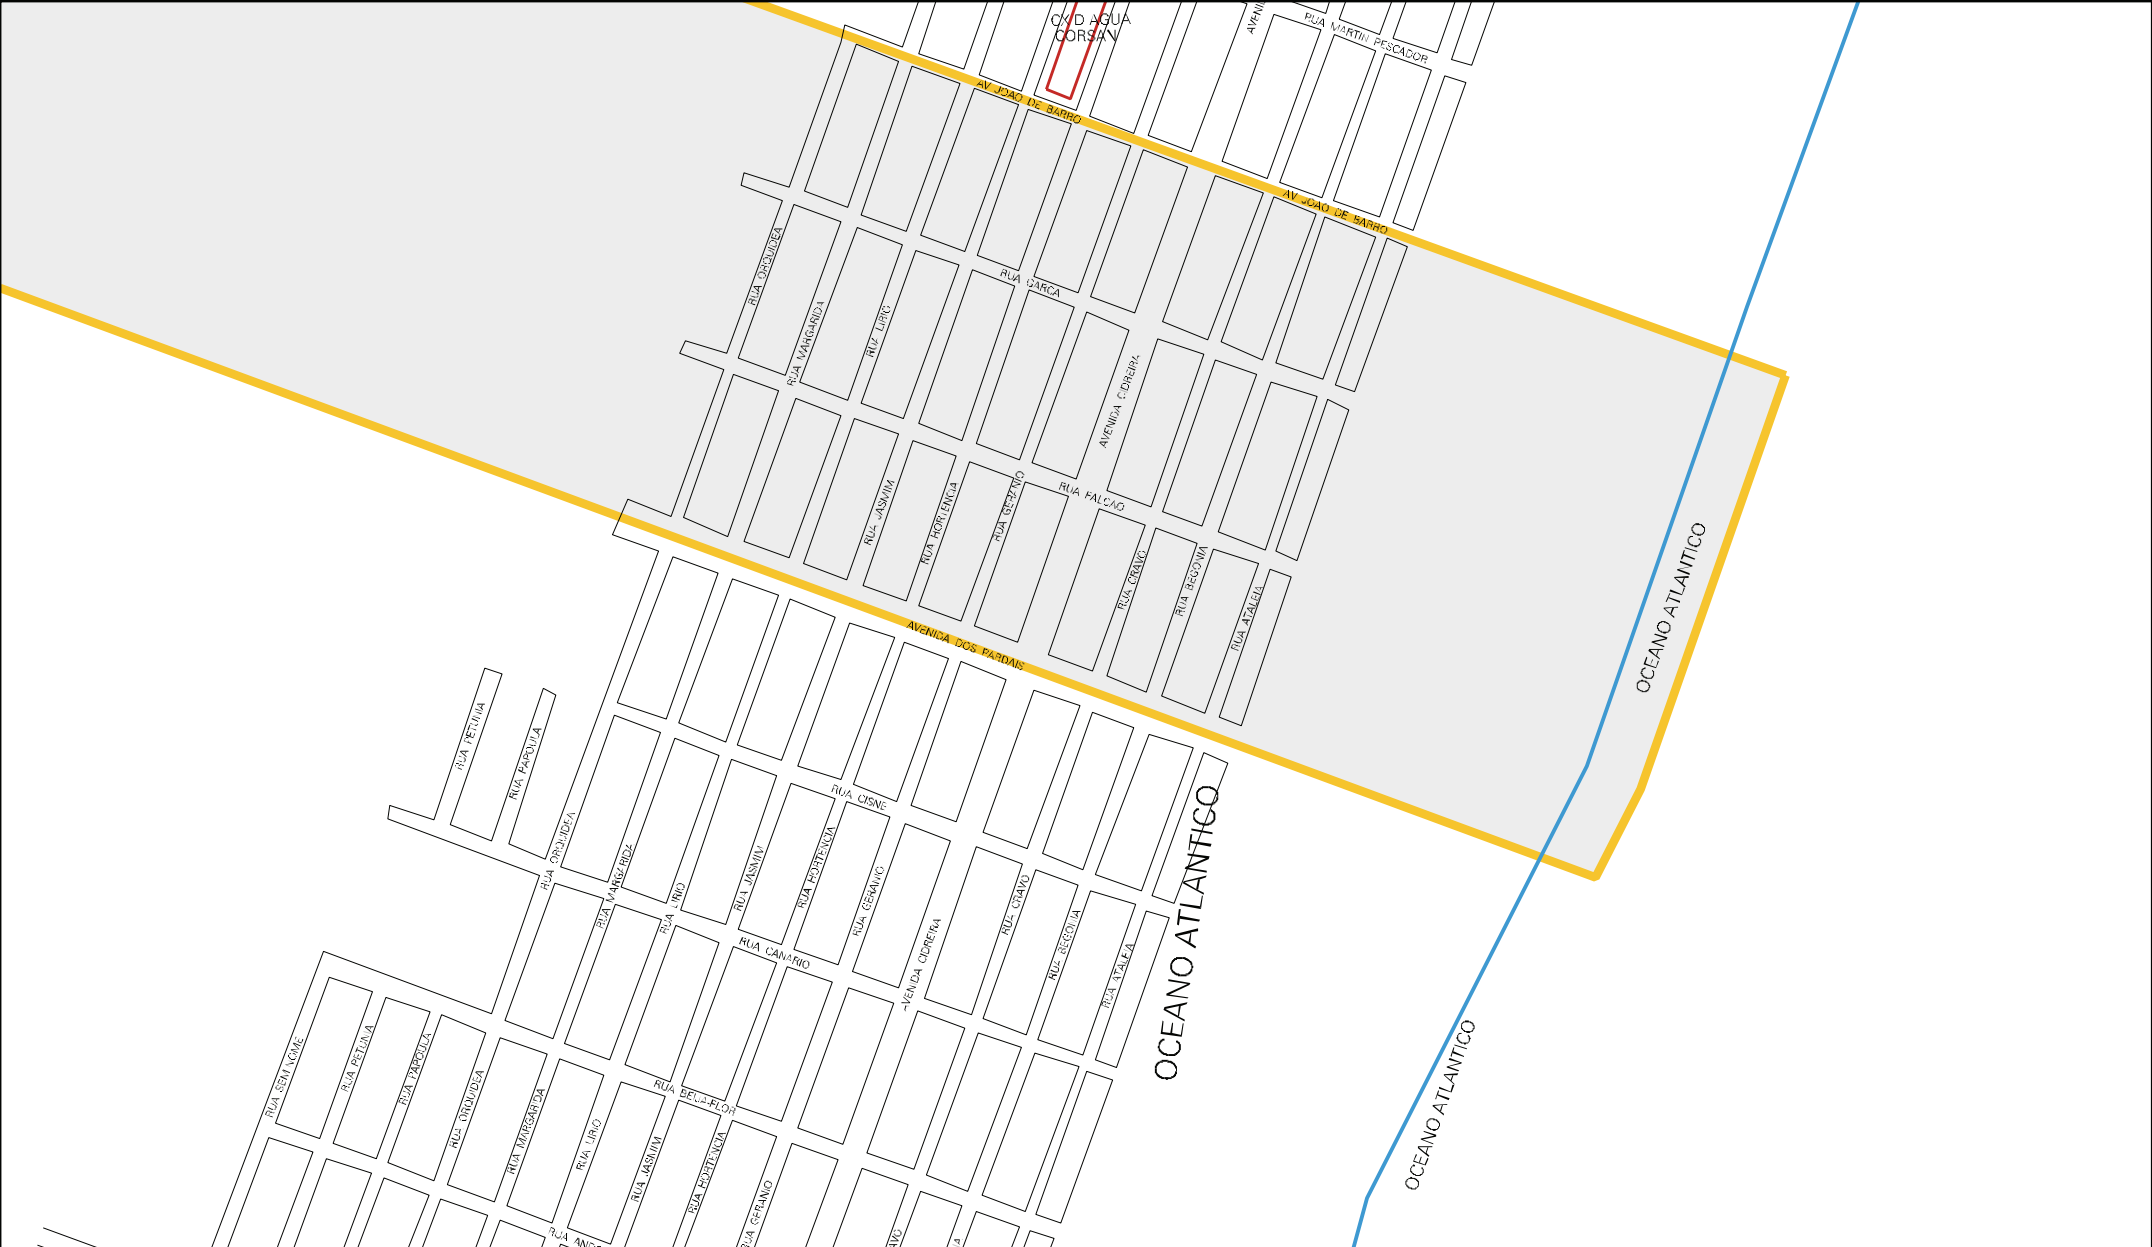 CX D AGUA
CORSAN
RUA MARTIN PESCADOR
AV JOAO DE BARRO
AV JOAO DE BARRO
RUA ORQUIDEA
RUA GARCA
RUA MARGARIDA
RUA LIRIO
AVENIDA CIDREIRA
RUA JASMIM
RUA HORTENCIA
RUA GERANIO
RUA FALCAO
RUA CRAVO
RUA BEGONIA
RUA ATALEIA
OCEANO ATLANTICO
AVENIDA DOS PARDAIS
RUA PETUNIA
RUA PAPOULA
RUA CISNE
OCEANO ATLANTICO
RUA ORQUIDEA
RUA MARGARIDA
RUA LIRIO
RUA JASMIM
RUA HORTENCIA
RUA GERANIO
AVENIDA CIDREIRA
RUA CRAVO
RUA BEGONIA
RUA ATALEIA
RUA CANARIO
OCEANO ATLANTICO
RUA SEM NOME
RUA PETUNIA
RUA PAPOULA
RUA ORQUIDEA
RUA MARGARIDA
RUA LIRIO
RUA BEIJA-FLOR
RUA JASMIM
RUA HORTENCIA
RUA GERANIO